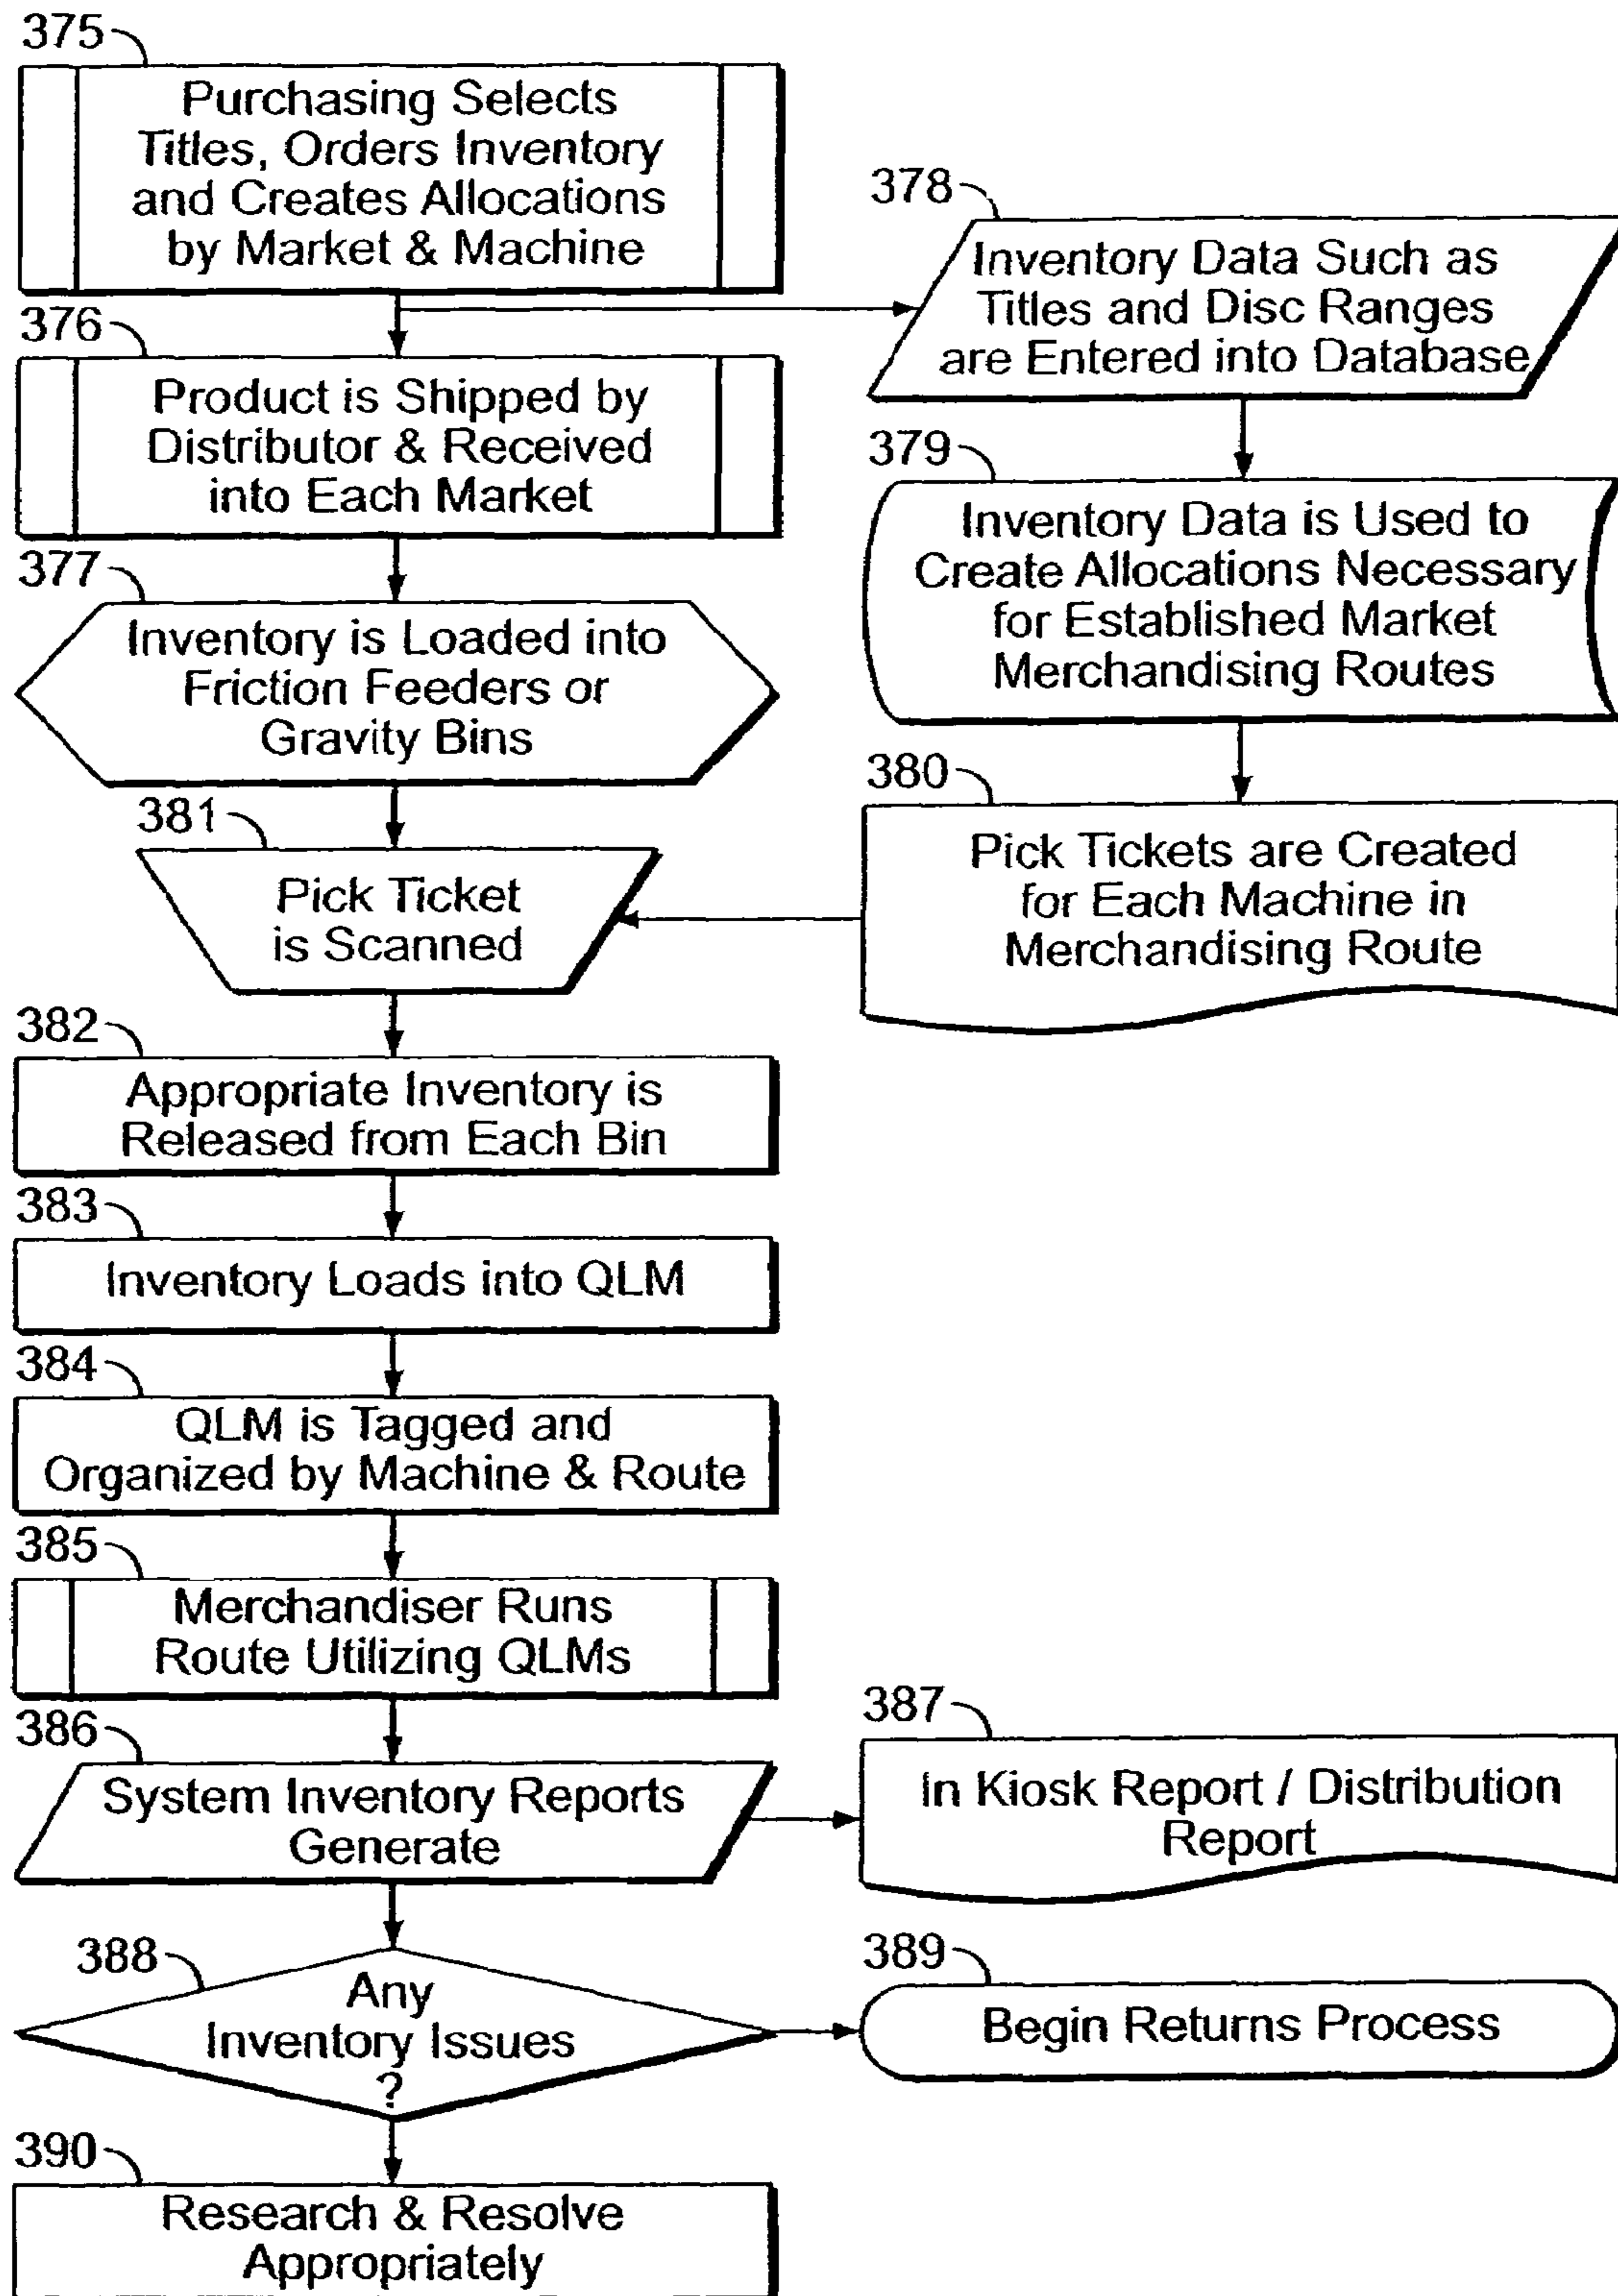 375
Purchasing Selects
Titles, Orders Inventory
and Creates Allocations
by Market & Machine
376
Product is Shipped by
Distributor & Received
into Each Market
377
Inventory is Loaded into
Friction Feeders or
Gravity Bins
378
Inventory Data Such as
Titles and Disc Ranges
are Entered into Database
379
Inventory Data is Used to
Create Allocations Necessary
for Established Market
Merchandising Routes
380
Pick Tickets are Created
for Each Machine in
Merchandising Route
381
Pick Ticket
is Scanned
382
Appropriate Inventory is
Released from Each Bin
383
Inventory Loads into QLM
384
QLM is Tagged and
Organized by Machine & Route
385
Merchandiser Runs
Route Utilizing QLMs
386
System Inventory Reports
Generate
387
In Kiosk Report / Distribution
Report
388
Any
Inventory Issues
?
389
Begin Returns Process
390
Research & Resolve
Appropriately